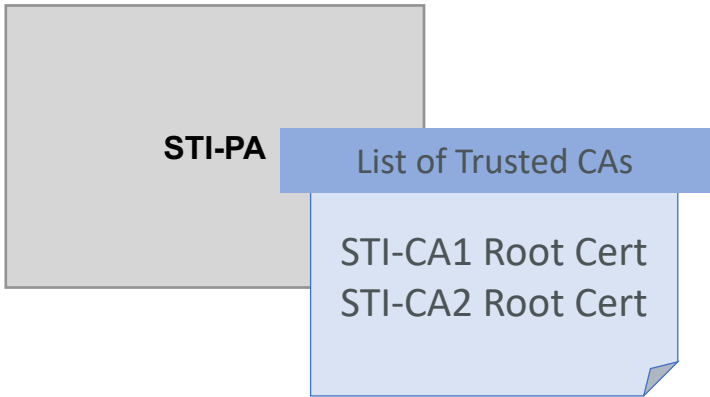 STI-PA
List of Trusted CAs
STI-CA1 Root Cert
STI-CA2 Root Cert